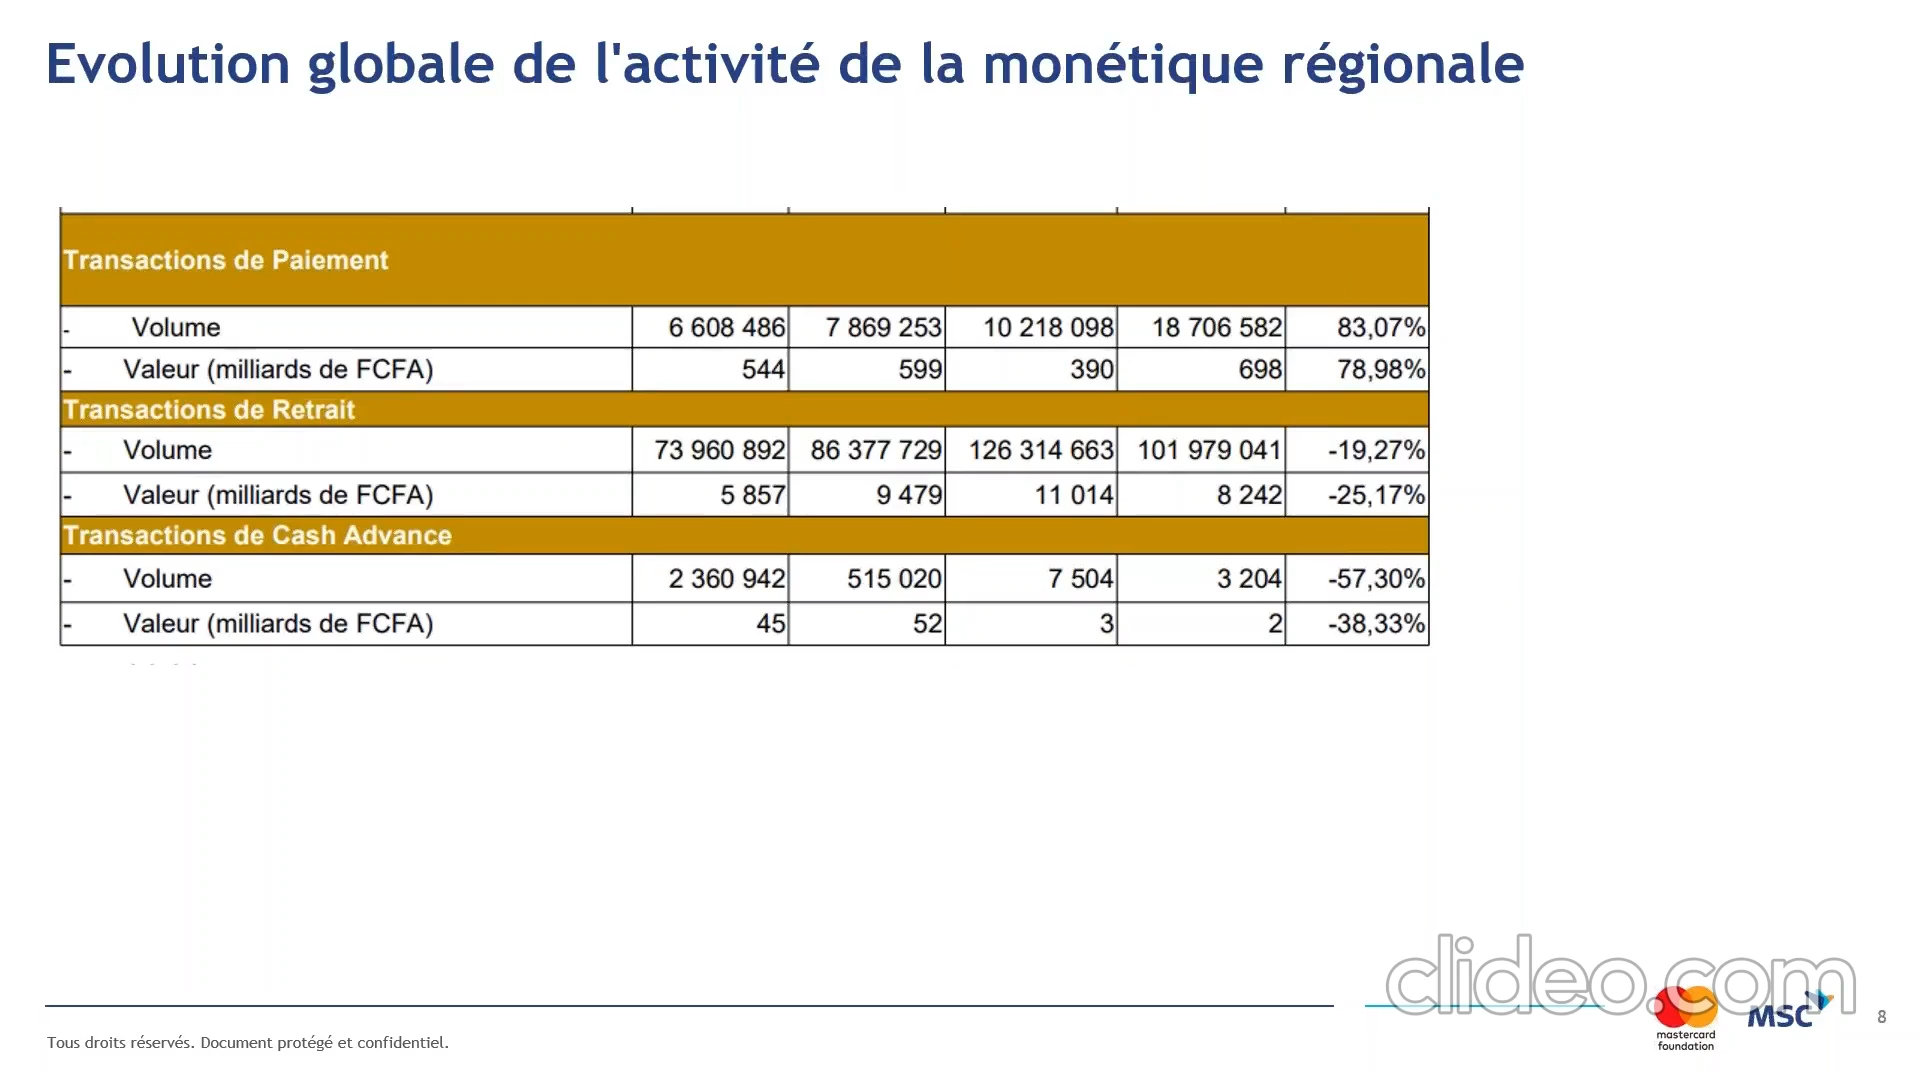 Evolution globale de l'activité de la monétique régionale
Transactions de Paiement
- Volume 6 608 486 7 869 253 10 218 098 18 706 582 83,07%
- Valeur (milliards de FCFA) 544 599 390 698 78,98%
Transactions de Retrait
- Volume 73 960 892 86 377 729 126 314 663 101 979 041 -19,27%
- Valeur (milliards de FCFA) 5 857 9 479 11 014 8 242 -25,17%
Transactions de Cash Advance
- Volume 2 360 942 515 020 7 504 3 204 -57,30%
- Valeur (milliards de FCFA) 45 52 3 2 -38,33%
clideo.com
mastercard
foundation
MSC
8
Tous droits réservés. Document protégé et confidentiel.